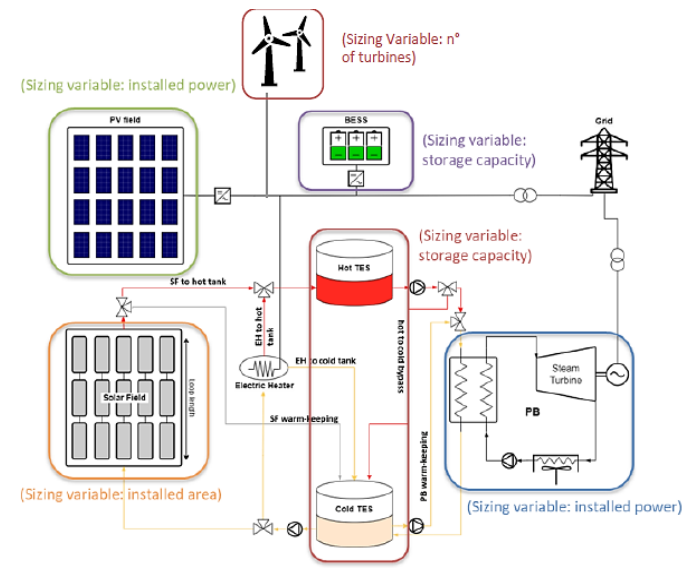 (Sizing Variable: n°
of turbines)
(Sizing variable: installed power)
PV field
BESS
(Sizing variable:
storage capacity)
Grid
(Sizing variable:
storage capacity)
Hot TES
SF to hot tank
EH to hot
tank
EH to cold tank
Electric Heater
hot to cold bypass
Solar Field
Loop length
Steam
Turbine
PB
SF warm-keeping
PB warm-keeping
(Sizing variable: installed area)
Cold TES
(Sizing variable: installed power)